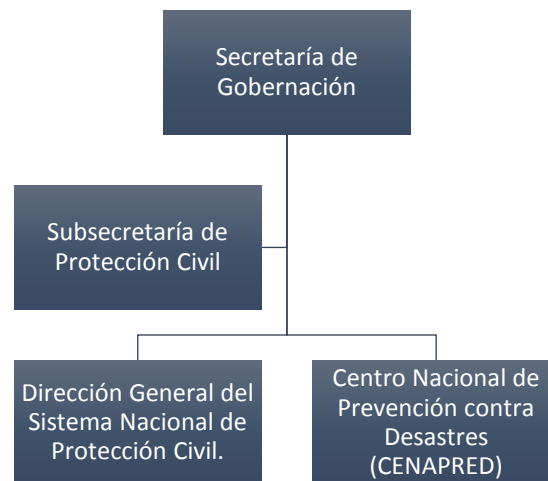 Secretaría de
Gobernación
Subsecretaría de
Protección Civil
Dirección General del
Sistema Nacional de
Protección Civil.
Centro Nacional de
Prevención contra
Desastres
(CENAPRED)